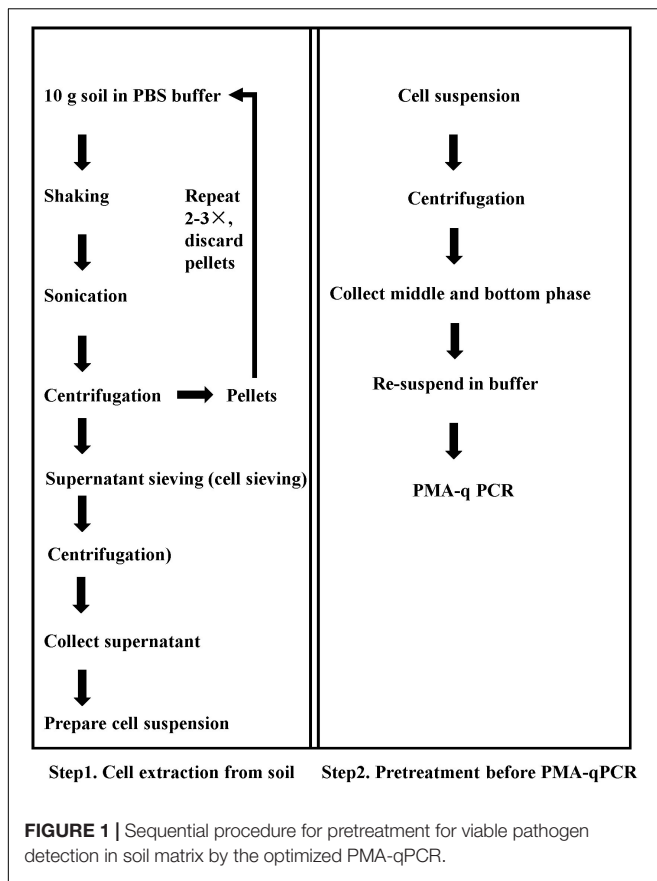 10 g soil in PBS buffer
Shaking
Sonication
Centrifugation
Pellets
Repeat
2-3×,
discard
pellets
Supernatant sieving (cell sieving)
Centrifugation)
Collect supernatant
Prepare cell suspension
Step1. Cell extraction from soil
Cell suspension
Centrifugation
Collect middle and bottom phase
Re-suspend in buffer
PMA-q PCR
Step2. Pretreatment before PMA-qPCR
FIGURE 1 | Sequential procedure for pretreatment for viable pathogen
detection in soil matrix by the optimized PMA-qPCR.